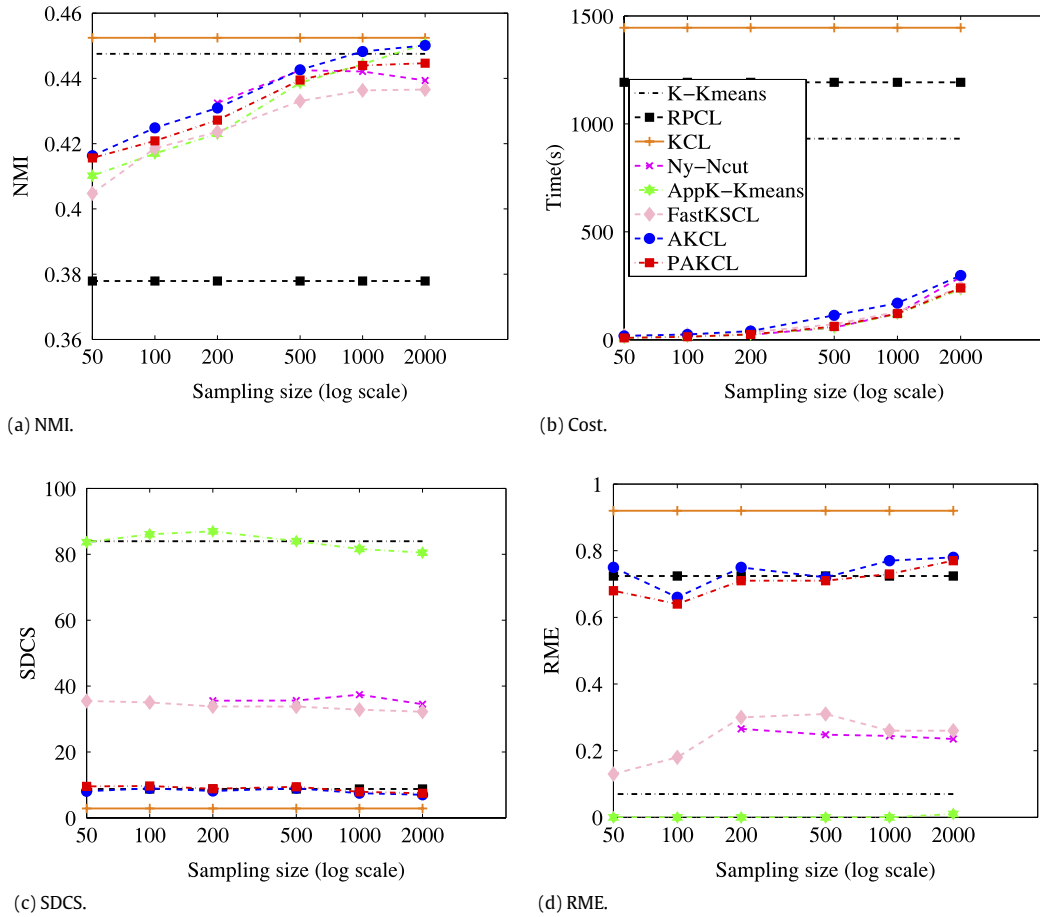 0.46
0.44
0.42
0.4
0.38
0.36
NMI
50 100 200 500 1000 2000
Sampling size (log scale)
(a) NMI.
1500
1000
500
0
Time(s)
K−Kmeans
RPCL
KCL
Ny−Ncut
AppK−Kmeans
FastKSCL
AKCL
PAKCL
50 100 200 500 1000 2000
Sampling size (log scale)
(b) Cost.
100
80
60
40
20
0
SDCS
50 100 200 500 1000 2000
Sampling size (log scale)
(c) SDCS.
1
0.8
0.6
0.4
0.2
0
RME
50 100 200 500 1000 2000
Sampling size (log scale)
(d) RME.